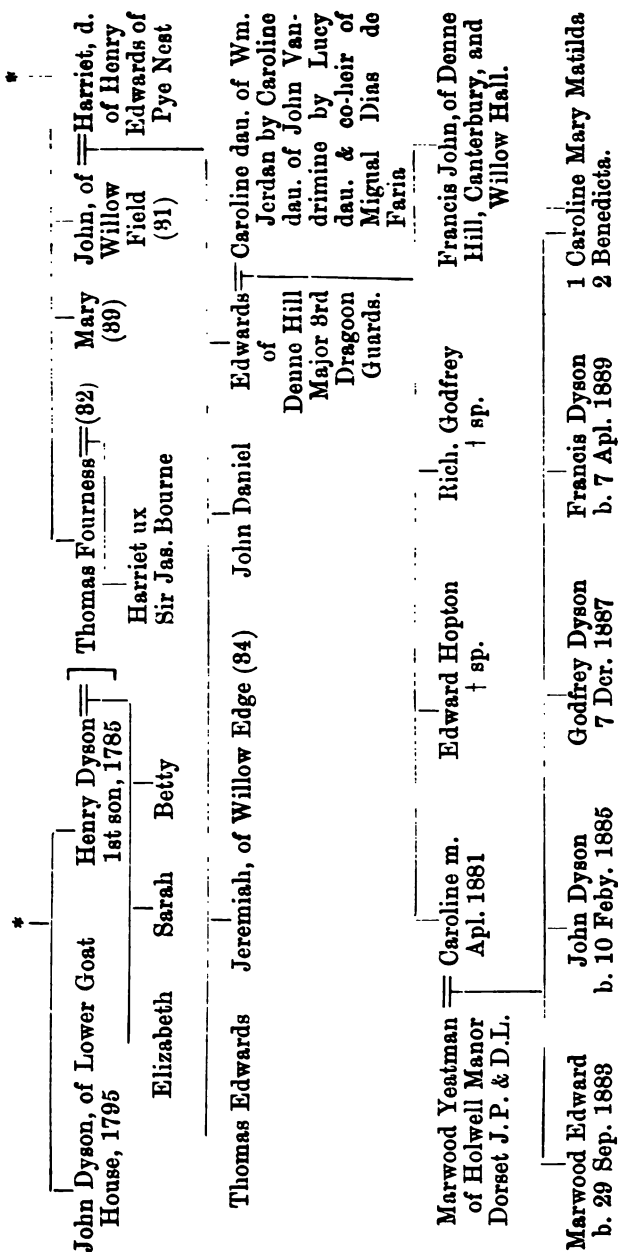 *
*
John Dyson, of Lower Goat
House, 1795
Henry Dyson
1st son, 1785
Thomas Fourness (82)
Mary
(89)
John, of
Willow
Field
(31)
Harriet, d.
of Henry
Edwards of
Pye Nest
Elizabeth
Sarah
Betty
Harriet ux
Sir Jas. Bourne
Thomas Edwards
Jeremiah, of Willow Edge (34)
John Daniel
Edwards
of
Denne Hill
Major 3rd
Dragoon
Guards.
Caroline dau. of Wm.
Jordan by Caroline
dau. of John Van-
drimine by Lucy
dau. & co-heir of
Migual Dias de
Faria
Marwood Yeatman
of Holwell Manor
Dorset J.P. & D.L.
Caroline m.
Apl. 1881
Edward Hopton
† sp.
Rich. Godfrey
† sp.
Francis John, of Denne
Hill, Canterbury, and
Willow Hall.
Marwood Edward
b. 29 Sep. 1883
John Dyson
b. 10 Feby. 1885
Godfrey Dyson
7 Dcr. 1887
Francis Dyson
b. 7 Apl. 1889
1 Caroline Mary Matilda
2 Benedicta.